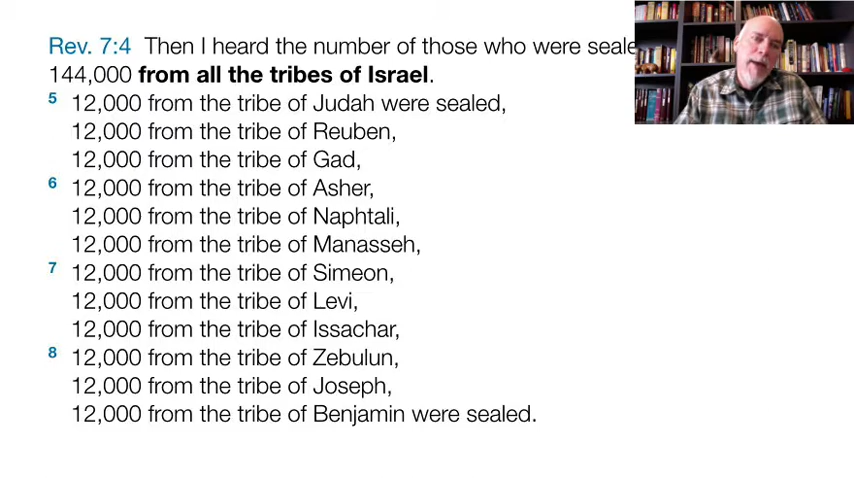 Rev. 7:4 Then I heard the number of those who were
144,000 from all the tribes of Israel.
5 12,000 from the tribe of Judah were sealed,
12,000 from the tribe of Reuben,
12,000 from the tribe of Gad,
6 12,000 from the tribe of Asher,
12,000 from the tribe of Naphtali,
12,000 from the tribe of Manasseh,
7 12,000 from the tribe of Simeon,
12,000 from the tribe of Levi,
12,000 from the tribe of Issachar,
8 12,000 from the tribe of Zebulun,
12,000 from the tribe of Joseph,
12,000 from the tribe of Benjamin were sealed.